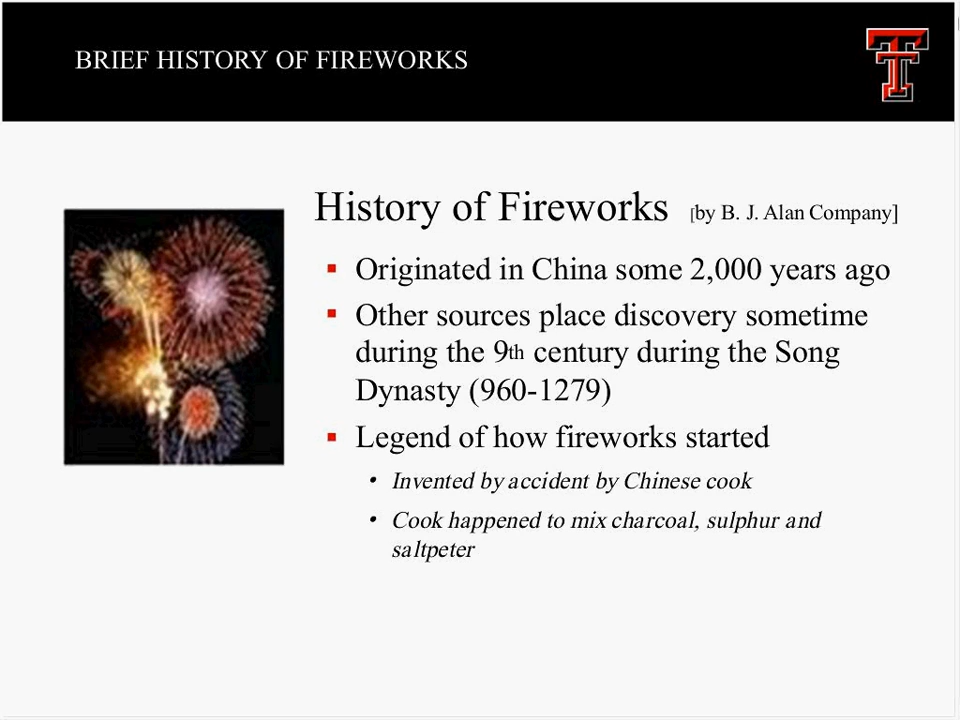 BRIEF HISTORY OF FIREWORKS
T
History of Fireworks [by B. J. Alan Company]
▪ Originated in China some 2,000 years ago
▪ Other sources place discovery sometime
during the 9th century during the Song
Dynasty (960-1279)
▪ Legend of how fireworks started
• Invented by accident by Chinese cook
• Cook happened to mix charcoal, sulphur and
saltpeter